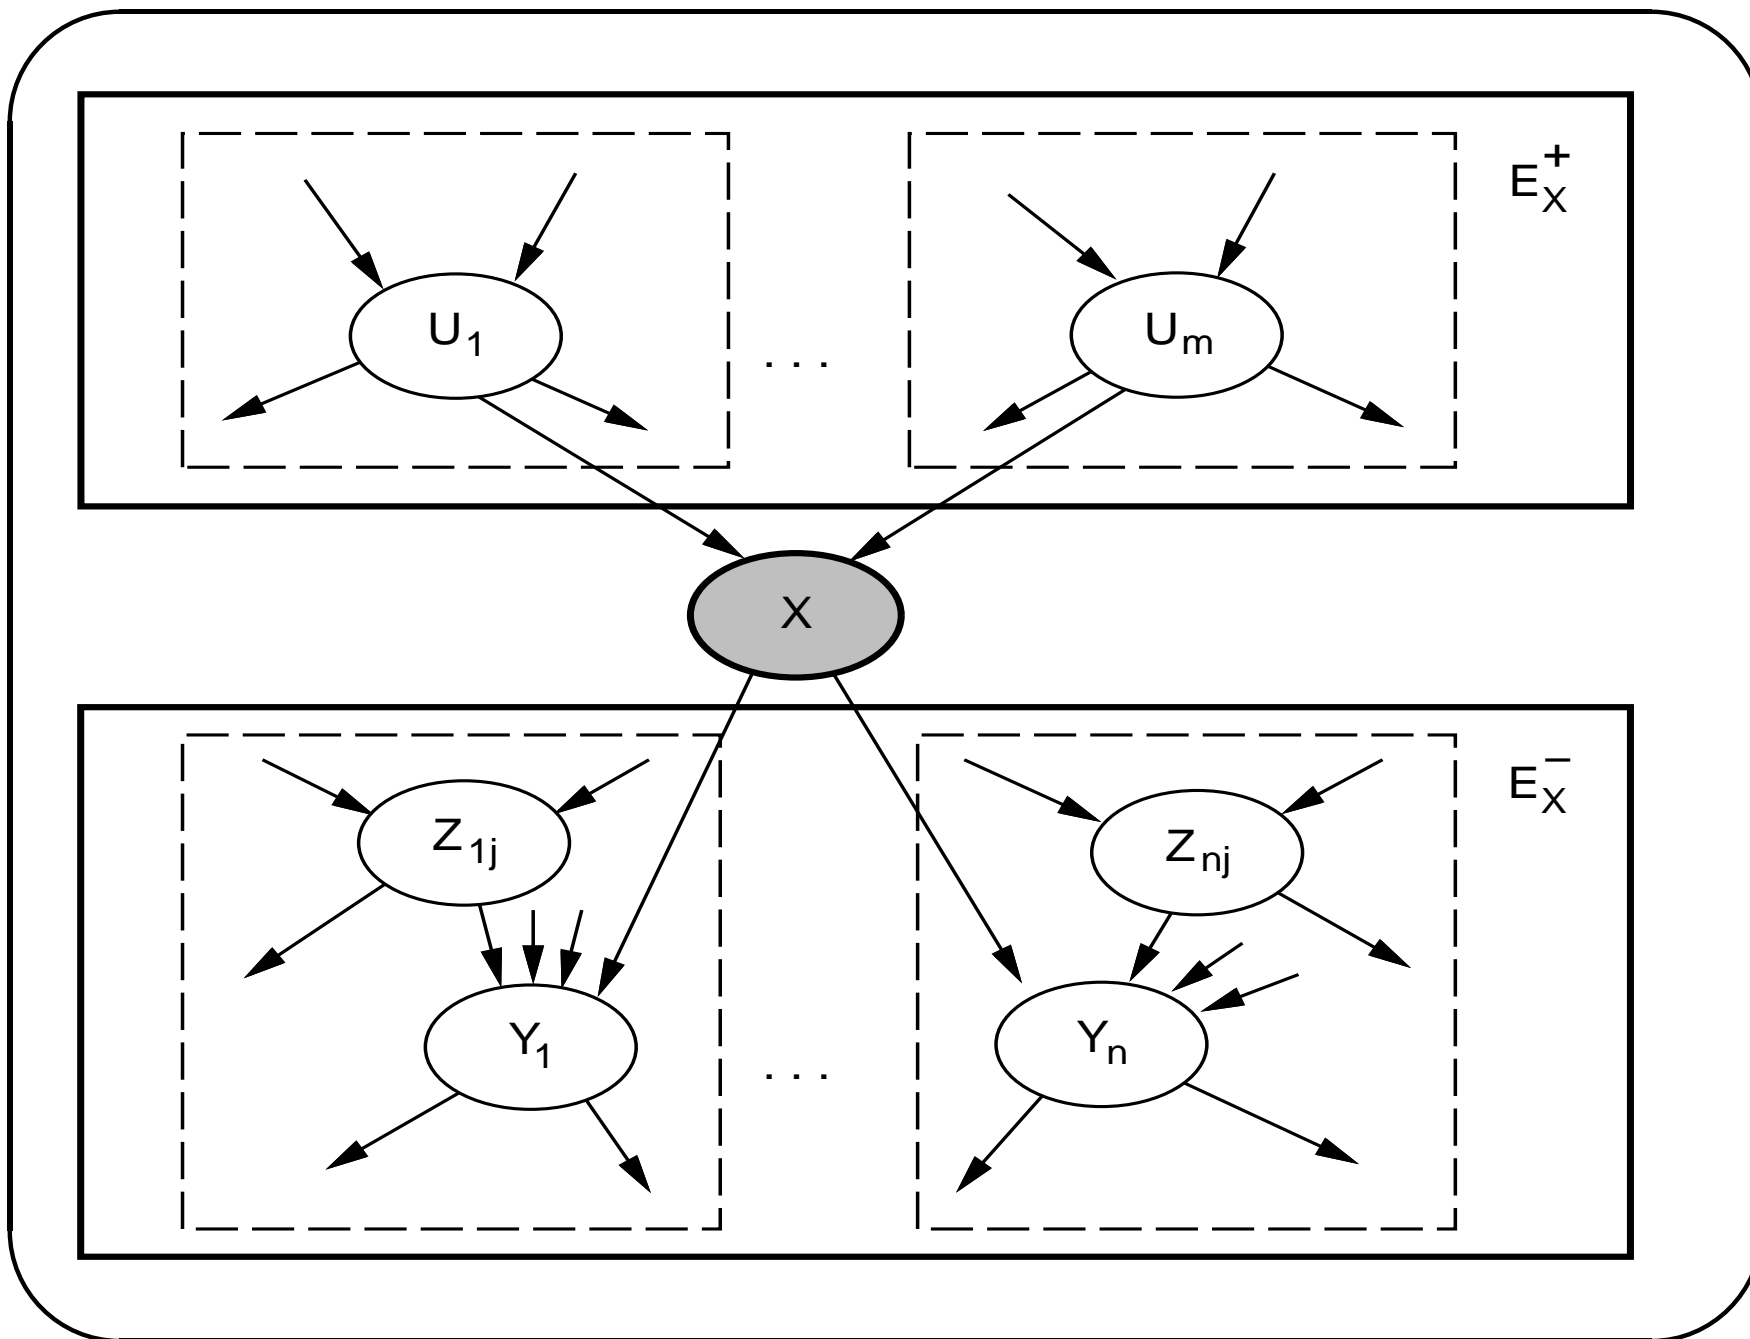 E_X^+
U_1
. . .
U_m
X
E_X^−
Z_1j
Z_nj
Y_1
. . .
Y_n